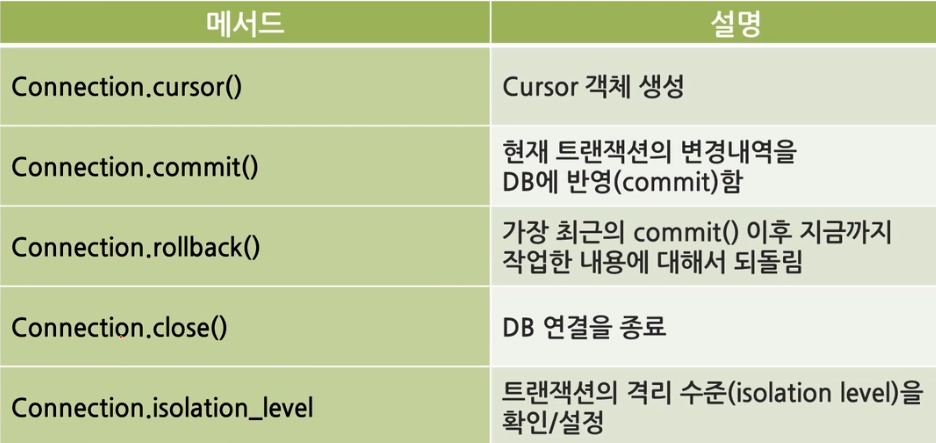 메서드 설명
Connection.cursor() Cursor 객체 생성
Connection.commit() 현재 트랜잭션의 변경내역을
DB에 반영(commit)함
Connection.rollback() 가장 최근의 commit() 이후 지금까지
작업한 내용에 대해서 되돌림
Connection.close() DB 연결을 종료
Connection.isolation_level 트랜잭션의 격리 수준(isolation level)을
확인/설정